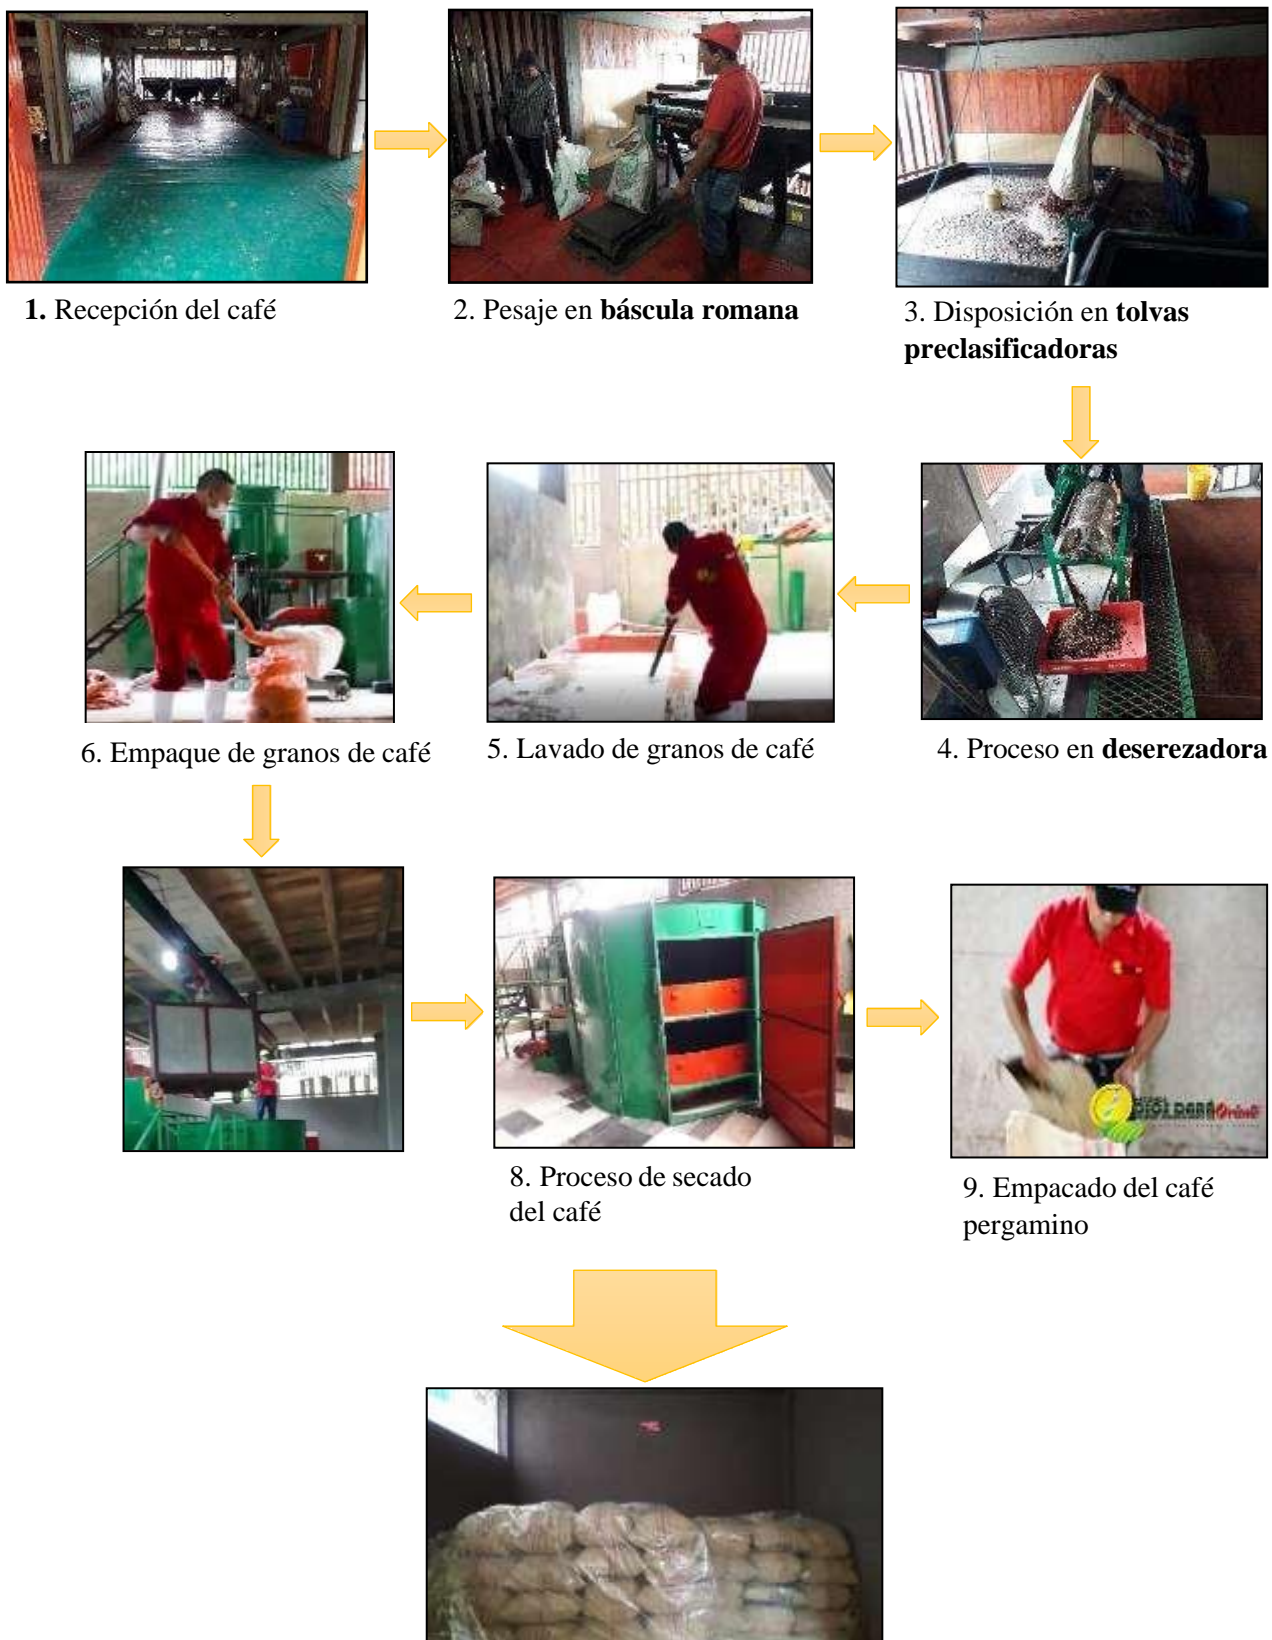 1. Recepción del café
2. Pesaje en báscula romana
3. Disposición en tolvas
preclasificadoras
4. Proceso en deserezadora
5. Lavado de granos de café
6. Empaque de granos de café
8. Proceso de secado
del café
9. Empacado del café
pergamino